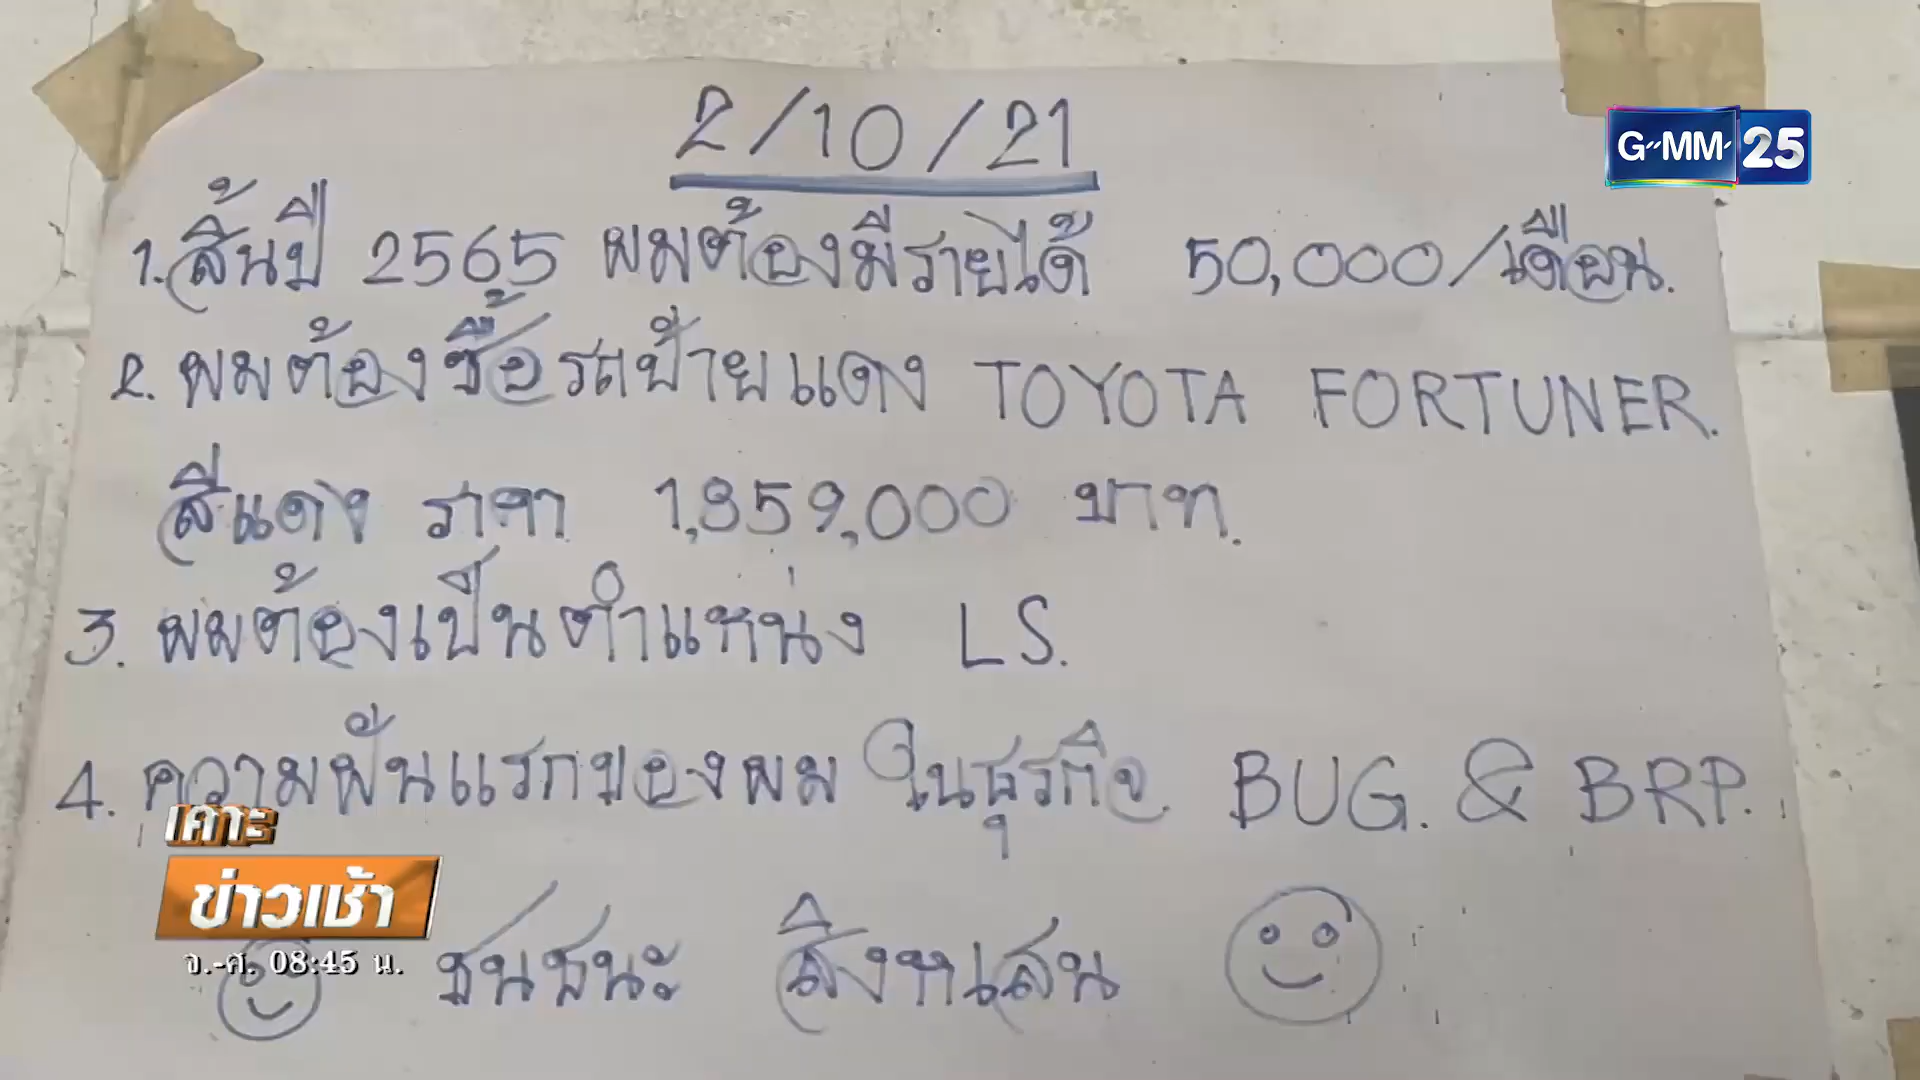 2/10/21
G-MM-25
1. สิ้นปี 2565 ผมต้องมีรายได้ 50,000/เดือน.
2. ผมต้องซื้อรถป้ายแดง TOYOTA FORTUNER.
สีแดง ราคา 1,859,000 บาท.
3. ผมต้องเป็นตำแหน่ง LS.
4. ความฝันแรกของผม ในธุรกิจ BUG. & BRP.
เคาะ
ข่าวเช้า
จ.-ศ. 08:45 น.
ชนชนะ สิงหเสน